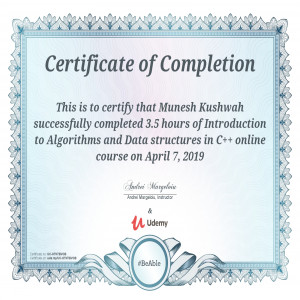 Certificate of Completion
This is to certify that Munesh Kushwah
successfully completed 3.5 hours of Introduction
to Algorithms and Data structures in C++ online
course on April 7, 2019
Andrei Margeloiu
Andrei Margeloiu, Instructor
&
Udemy
#BeAble